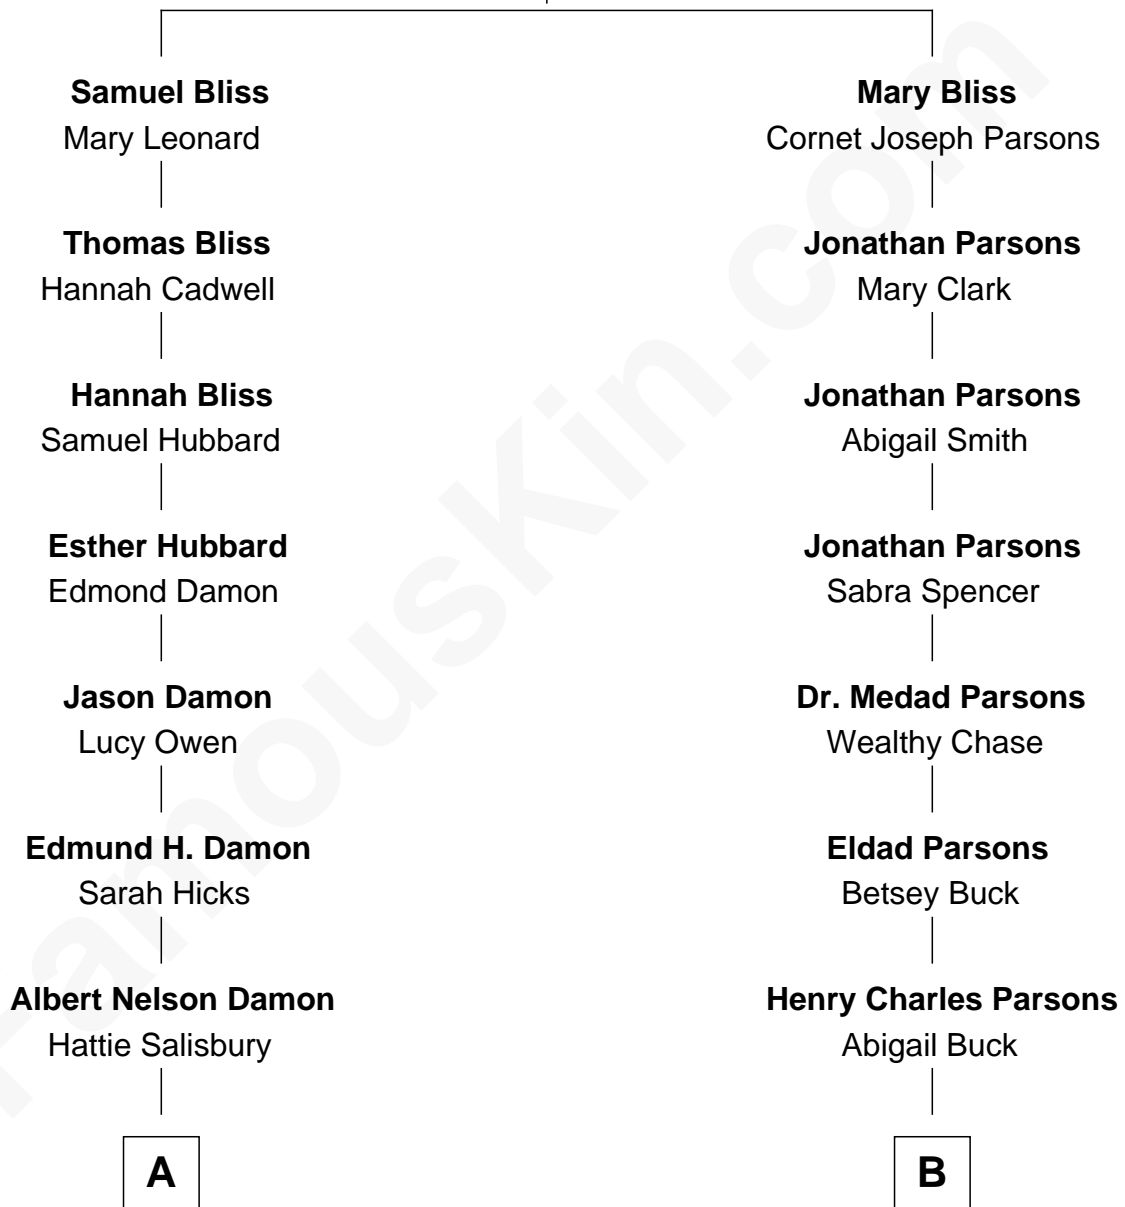 Samuel Bliss
Mary Leonard
Thomas Bliss
Hannah Cadwell
Hannah Bliss
Samuel Hubbard
Esther Hubbard
Edmond Damon
Jason Damon
Lucy Owen
Edmund H. Damon
Sarah Hicks
Albert Nelson Damon
Hattie Salisbury
A
Mary Bliss
Cornet Joseph Parsons
Jonathan Parsons
Mary Clark
Jonathan Parsons
Abigail Smith
Jonathan Parsons
Sabra Spencer
Dr. Medad Parsons
Wealthy Chase
Eldad Parsons
Betsey Buck
Henry Charles Parsons
Abigail Buck
B
FamousKin.com